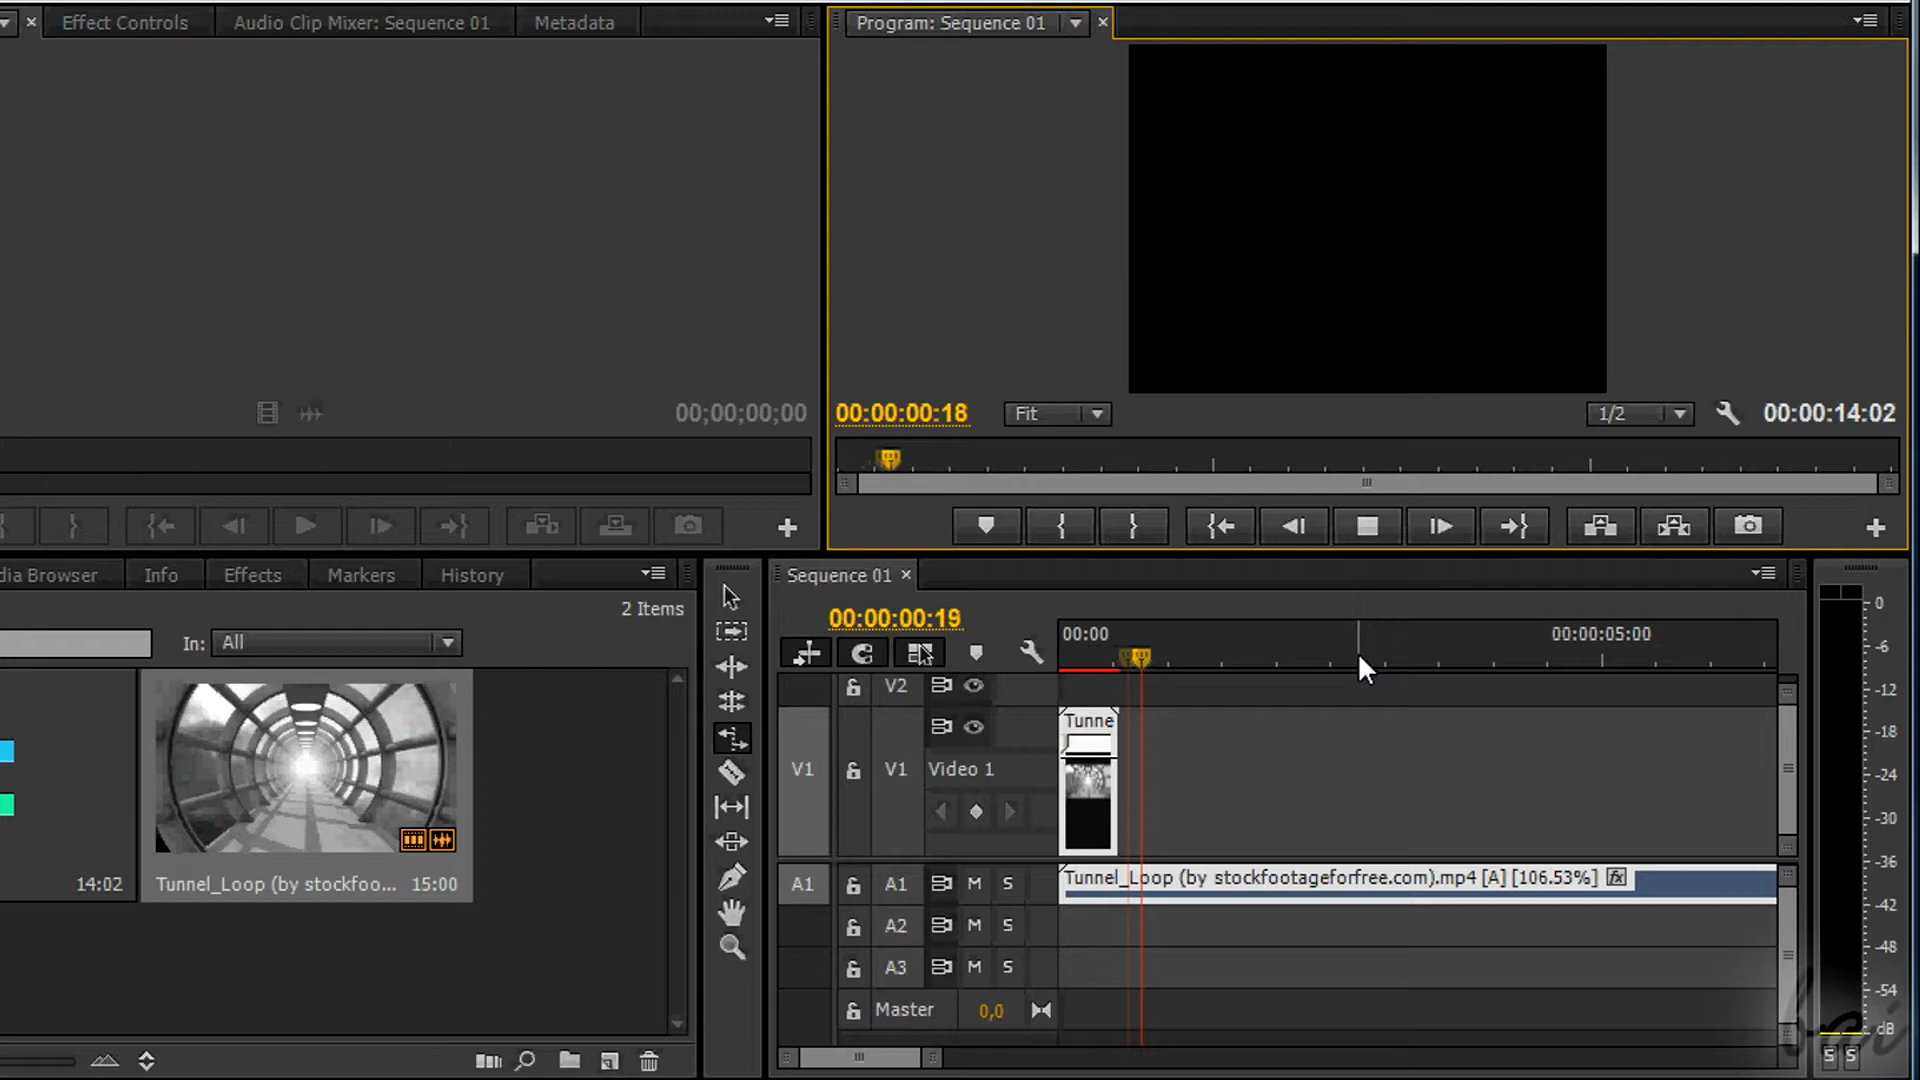 Effect Controls
Audio Clip Mixer: Sequence 01
Metadata
Program: Sequence 01
00;00;00;00
00:00:00:18
Fit
1/2
00:00:14:02
dia Browser
Info
Effects
Markers
History
Sequence 01
2 Items
In:
All
00:00:00:19
00:00
00:00:05:00
V2
Tunne
V1
V1
Video 1
14:02
Tunnel_Loop (by stockfoo...
15:00
A1
A1
M
S
Tunnel_Loop (by stockfootageforfree.com).mp4 [A] [106.53%]
fx
A2
M
S
A3
M
S
Master
0,0
0
-6
-12
-18
-24
-30
-36
-42
-48
-54
dB
S
S